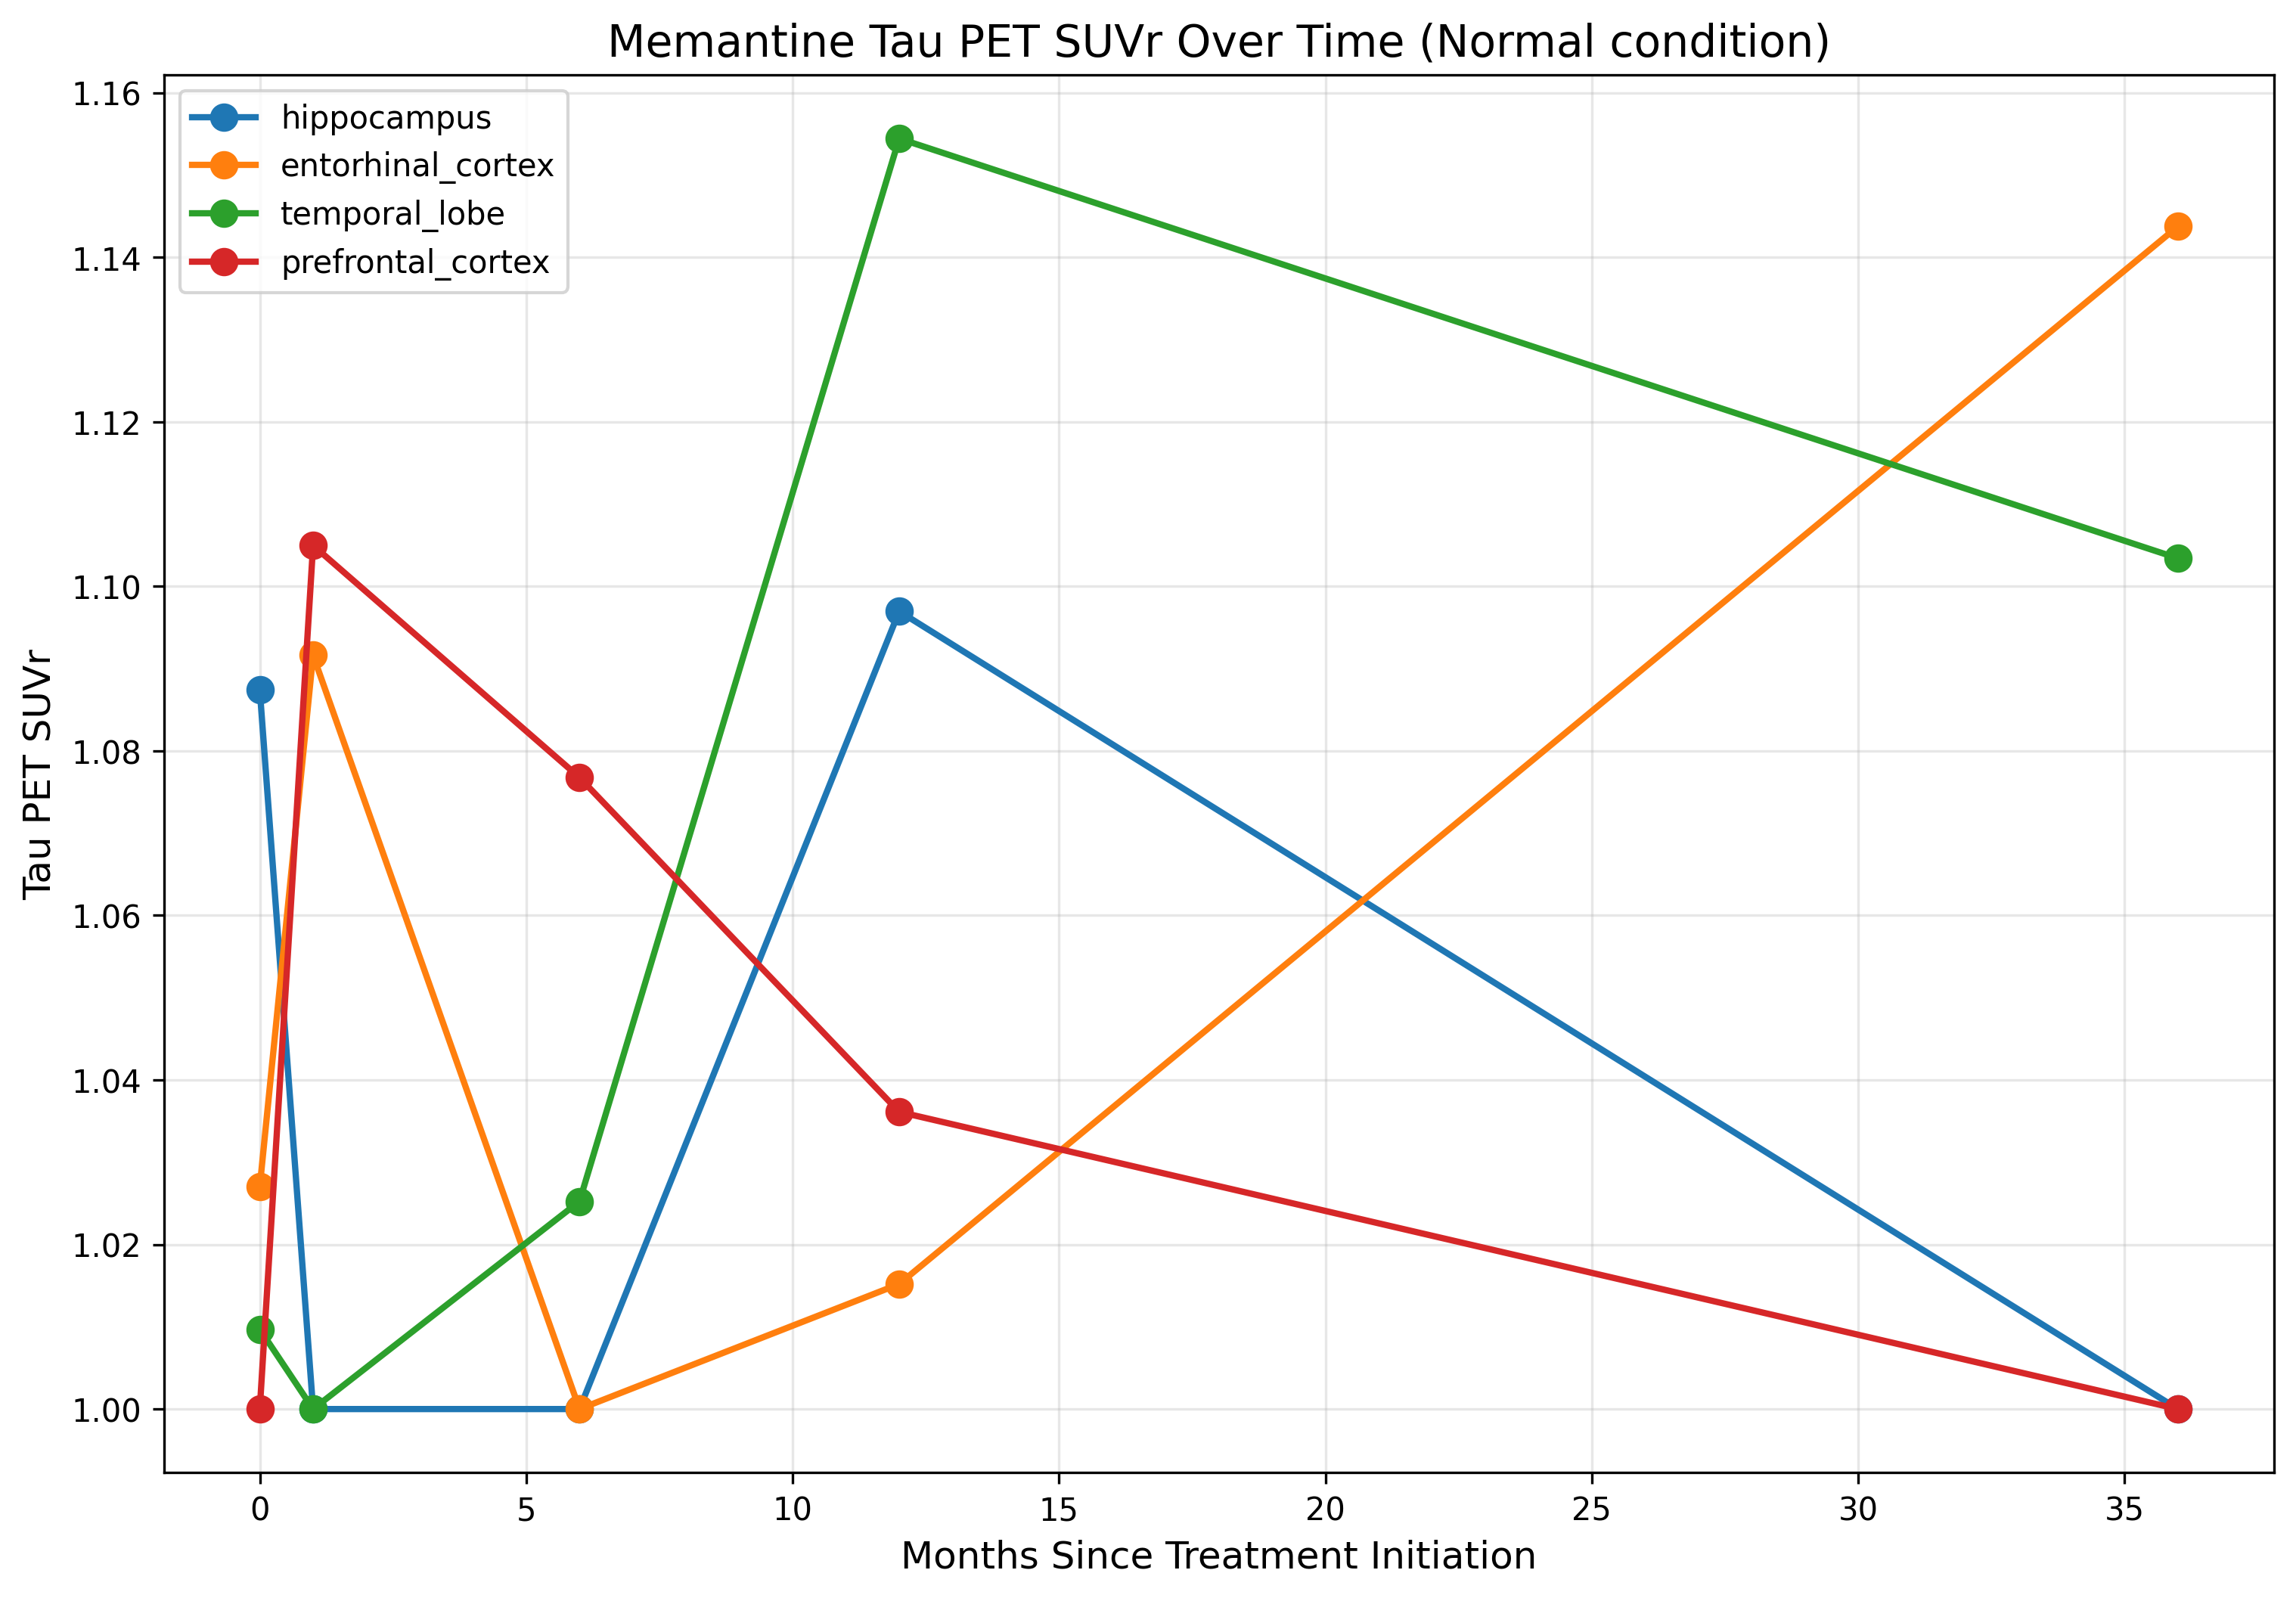 Memantine Tau PET SUVr Over Time (Normal condition)
hippocampus
entorhinal_cortex
temporal_lobe
prefrontal_cortex
Tau PET SUVr
1.16
1.14
1.12
1.10
1.08
1.06
1.04
1.02
1.00
0 5 10 15 20 25 30 35
Months Since Treatment Initiation